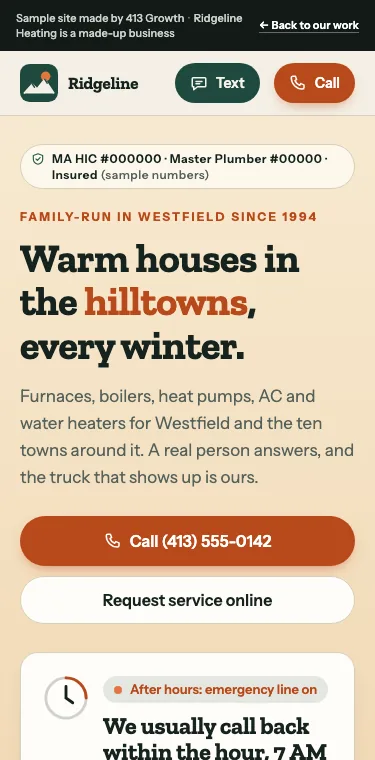 Sample site made by 413 Growth · Ridgeline
Heating is a made-up business
← Back to our work
Ridgeline
Text
Call
MA HIC #000000 · Master Plumber #00000 ·
Insured (sample numbers)
FAMILY-RUN IN WESTFIELD SINCE 1994
Warm houses in
the hilltowns,
every winter.
Furnaces, boilers, heat pumps, AC and
water heaters for Westfield and the ten
towns around it. A real person answers, and
the truck that shows up is ours.
Call (413) 555-0142
Request service online
After hours: emergency line on
We usually call back
within the hour, 7 AM